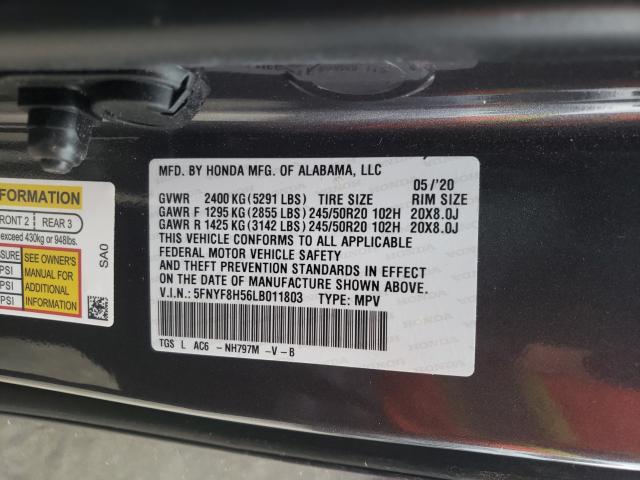 MFD. BY HONDA MFG. OF ALABAMA, LLC 05/'20
GVWR 2400 KG(5291 LBS) TIRE SIZE RIM SIZE
GAWR F 1295 KG(2855 LBS) 245/50R20 102H 20X8.0J
GAWR R 1425 KG(3142 LBS) 245/50R20 102H 20X8.0J
THIS VEHICLE CONFORMS TO ALL APPLICABLE
FEDERAL MOTOR VEHICLE SAFETY
AND THEFT PREVENTION STANDARDS IN EFFECT
ON THE DATE OF MANUFACTURE SHOWN ABOVE.
V.I.N.: 5FNYF8H56LB011803 TYPE: MPV
TGS L AC6 -NH797M -V-B
FORMATION
FRONT 2 REAR 3
exceed 430kg or 948lbs.
SEE OWNER'S
MANUAL FOR
ADDITIONAL
INFORMATION
PSI
PSI
PSI
SA0